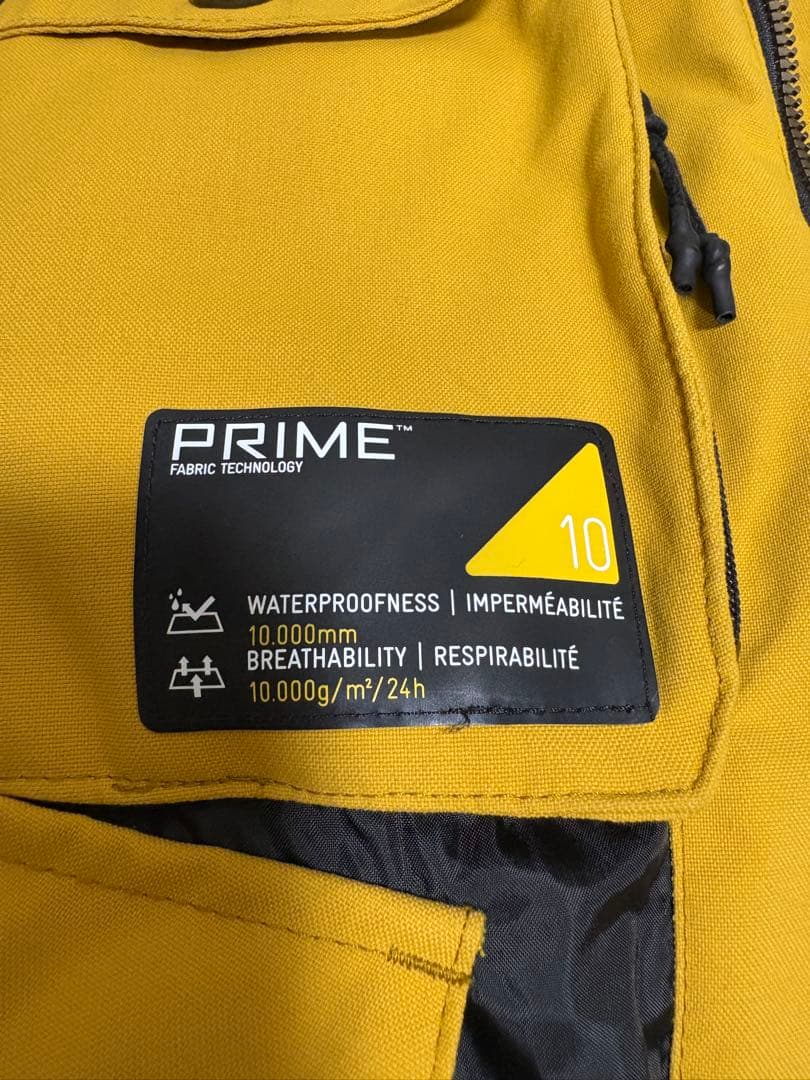 PRIME™
FABRIC TECHNOLOGY
10
WATERPROOFNESS | IMPERMÉABILITÉ
10.000mm
BREATHABILITY | RESPIRABILITÉ
10.000g/m²/24h